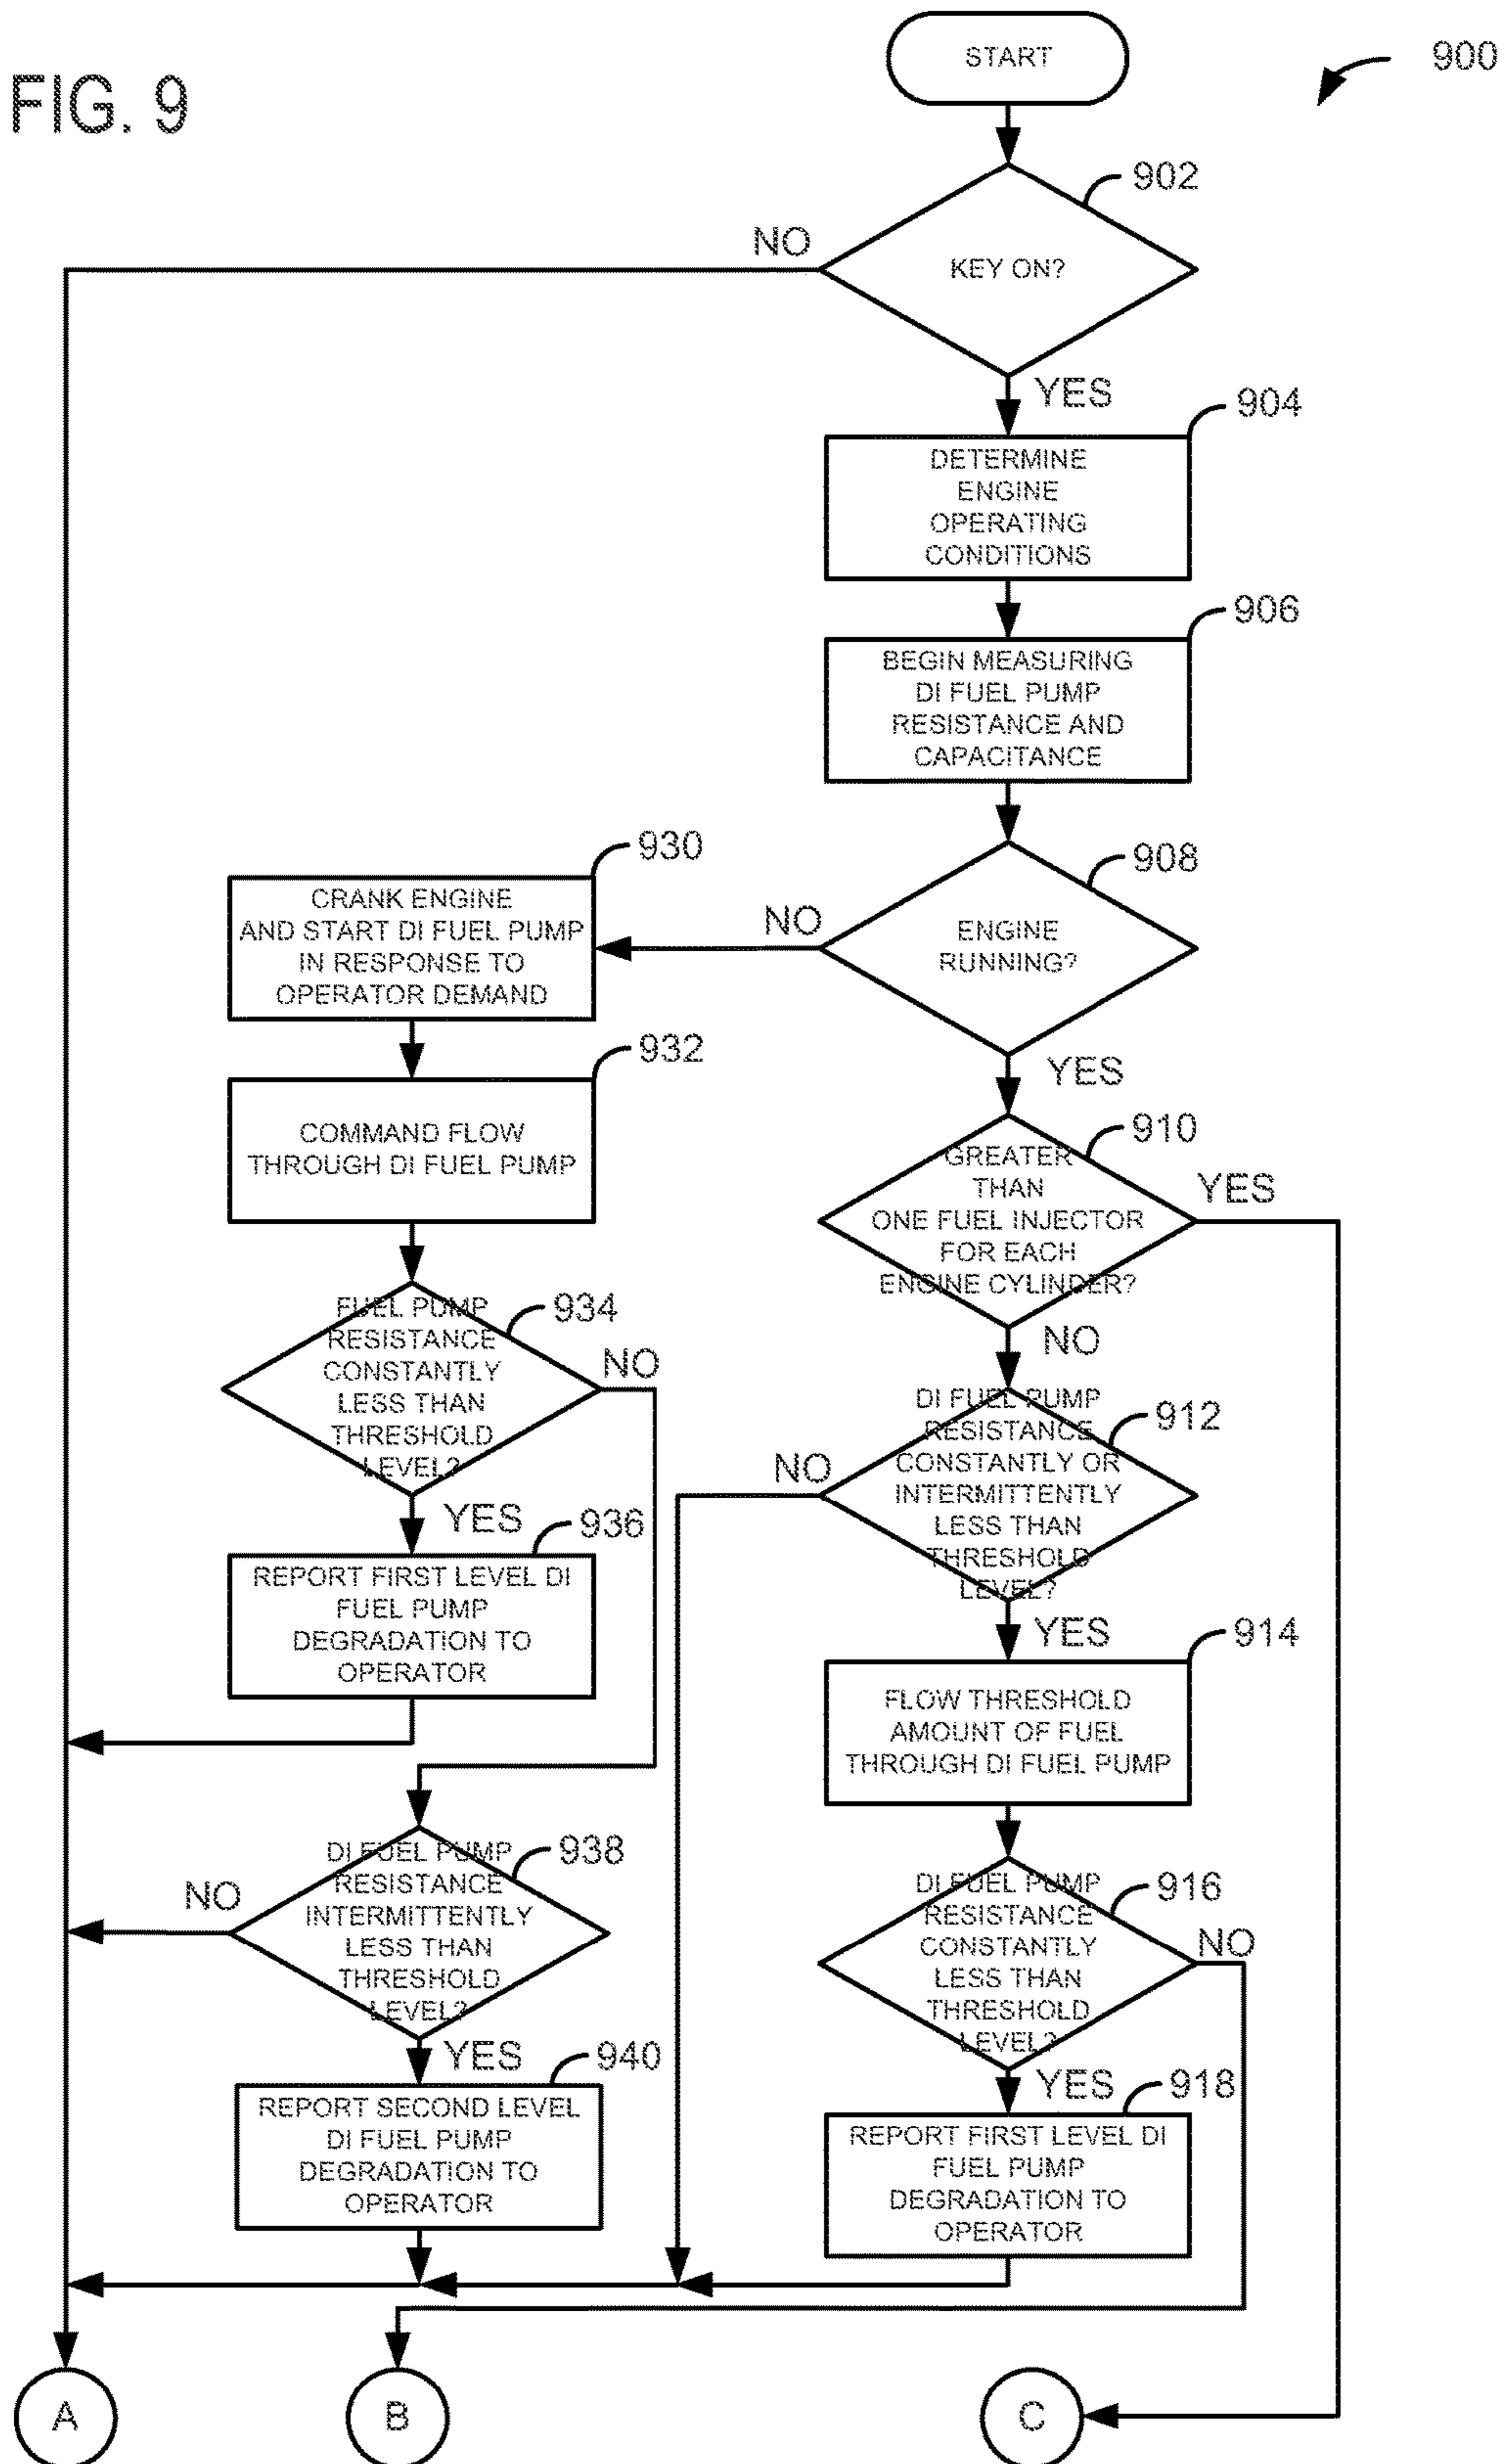 FIG. 9
START
900
902
NO
KEY ON?
YES
904
DETERMINE
ENGINE
OPERATING
CONDITIONS
906
BEGIN MEASURING
DI FUEL PUMP
RESISTANCE AND
CAPACITANCE
908
NO
ENGINE
RUNNING?
YES
930
CRANK ENGINE
AND START DI FUEL PUMP
IN RESPONSE TO
OPERATOR DEMAND
932
COMMAND FLOW
THROUGH DI FUEL PUMP
910
GREATER
THAN
ONE FUEL INJECTOR
FOR EACH
ENGINE CYLINDER?
YES
NO
934
FUEL PUMP
RESISTANCE
CONSTANTLY
LESS THAN
THRESHOLD
LEVEL?
NO
YES
912
DI FUEL PUMP
RESISTANCE
CONSTANTLY OR
INTERMITTENTLY
LESS THAN
THRESHOLD
LEVEL?
NO
YES
936
REPORT FIRST LEVEL DI
FUEL PUMP
DEGRADATION TO
OPERATOR
914
FLOW THRESHOLD
AMOUNT OF FUEL
THROUGH DI FUEL PUMP
938
DI FUEL PUMP
RESISTANCE
INTERMITTENTLY
LESS THAN
THRESHOLD
LEVEL?
NO
YES
916
DI FUEL PUMP
RESISTANCE
CONSTANTLY
LESS THAN
THRESHOLD
LEVEL?
NO
YES
940
REPORT SECOND LEVEL
DI FUEL PUMP
DEGRADATION TO
OPERATOR
918
REPORT FIRST LEVEL DI
FUEL PUMP
DEGRADATION TO
OPERATOR
A
B
C